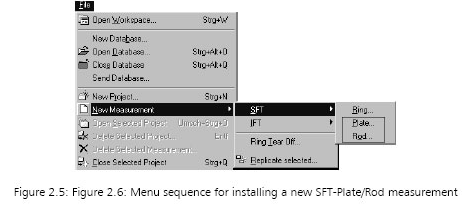 File
Open Workspace... Strg+W
New Database...
Open Database... Strg+Alt+O
Close Database Strg+Alt+Q
Send Database...
New Project... Strg+N
New Measurement
Open Selected Project Umsch+Strg+O
Delete Selected Project... Entf
Delete Selected Measurement...
Close Selected Project Strg+Q
SFT
IFT
Ring Tear Off...
Replicate selected...
Ring...
Plate...
Rod...
Figure 2.5: Figure 2.6: Menu sequence for installing a new SFT-Plate/Rod measurement